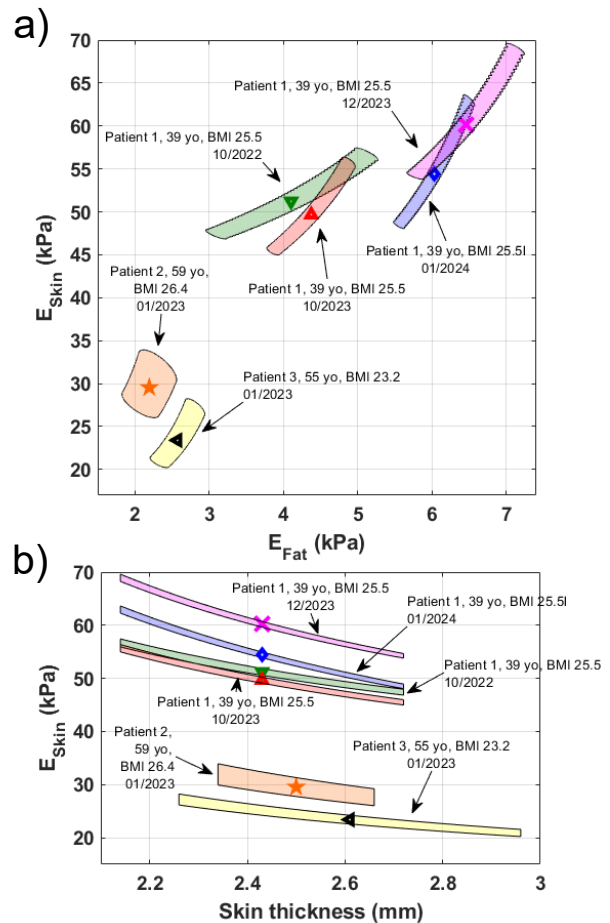 a)
70
65
60
55
50
45
40
35
30
25
20
E_Skin (kPa)
2
3
4
5
6
7
E_Fat (kPa)
Patient 1, 39 yo, BMI 25.5
12/2023
Patient 1, 39 yo, BMI 25.5
10/2022
Patient 1, 39 yo, BMI 25.5l
01/2024
Patient 1, 39 yo, BMI 25.5
10/2023
Patient 2, 59 yo,
BMI 26.4
01/2023
Patient 3, 55 yo, BMI 23.2
01/2023
b)
70
60
50
40
30
20
E_Skin (kPa)
2.2
2.4
2.6
2.8
3
Skin thickness (mm)
Patient 1, 39 yo, BMI 25.5
12/2023
Patient 1, 39 yo, BMI 25.5l
01/2024
Patient 1, 39 yo, BMI 25.5
10/2022
Patient 1, 39 yo, BMI 25.5
10/2023
Patient 2,
59 yo,
BMI 26.4
01/2023
Patient 3, 55 yo, BMI 23.2
01/2023